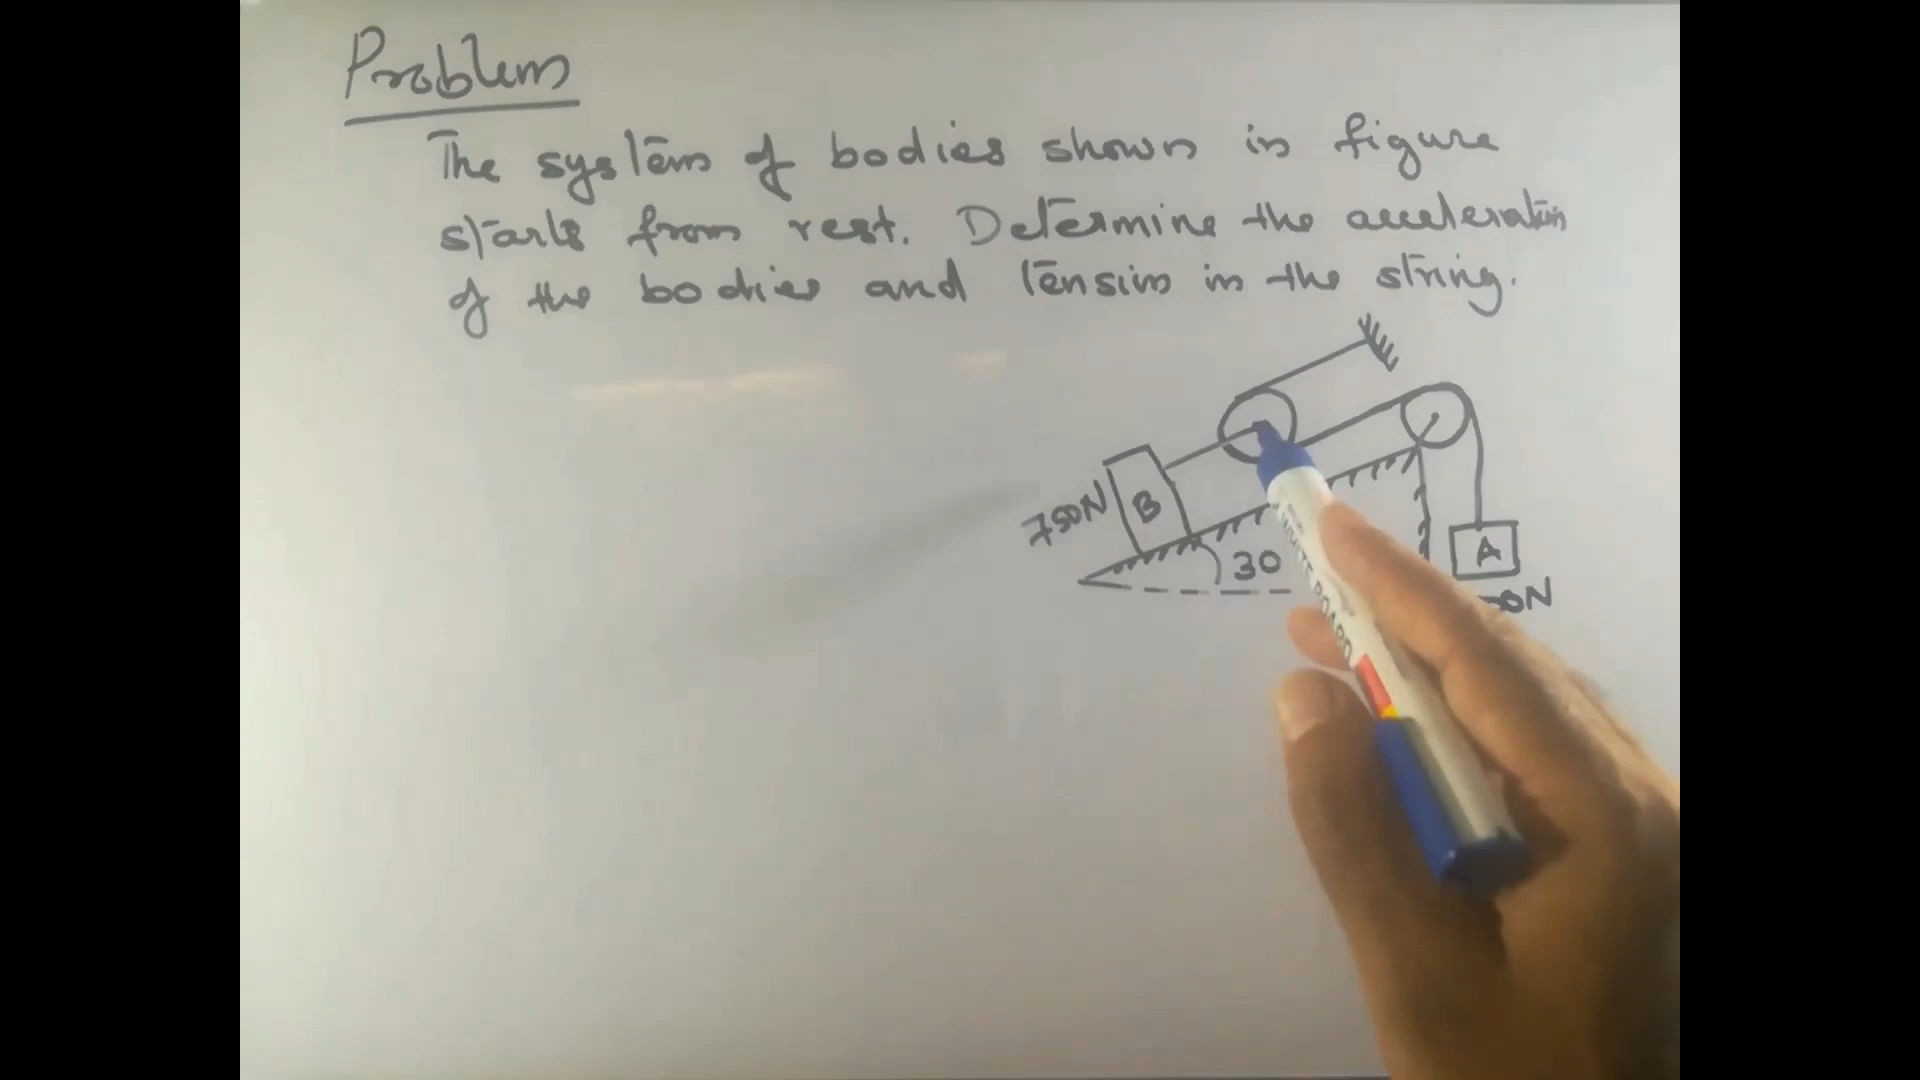 Problem
The system of bodies shown in figure
starts from rest. Determine the acceleration
of the bodies and tension in the string.
750N
B
30
A